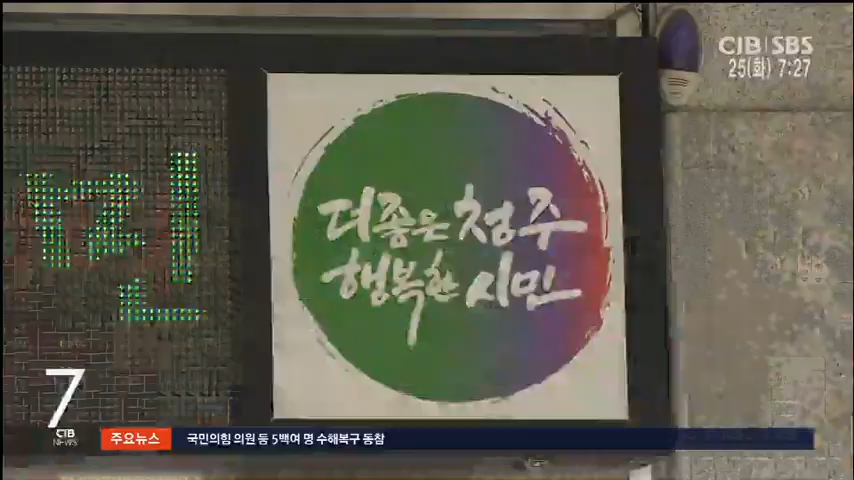 CJB|SBS
25(화) 7:27
더 좋은 청주
행복한 시민
7
CJB
NEWS
주요뉴스
국민의힘 의원 등 5백여 명 수해복구 동참